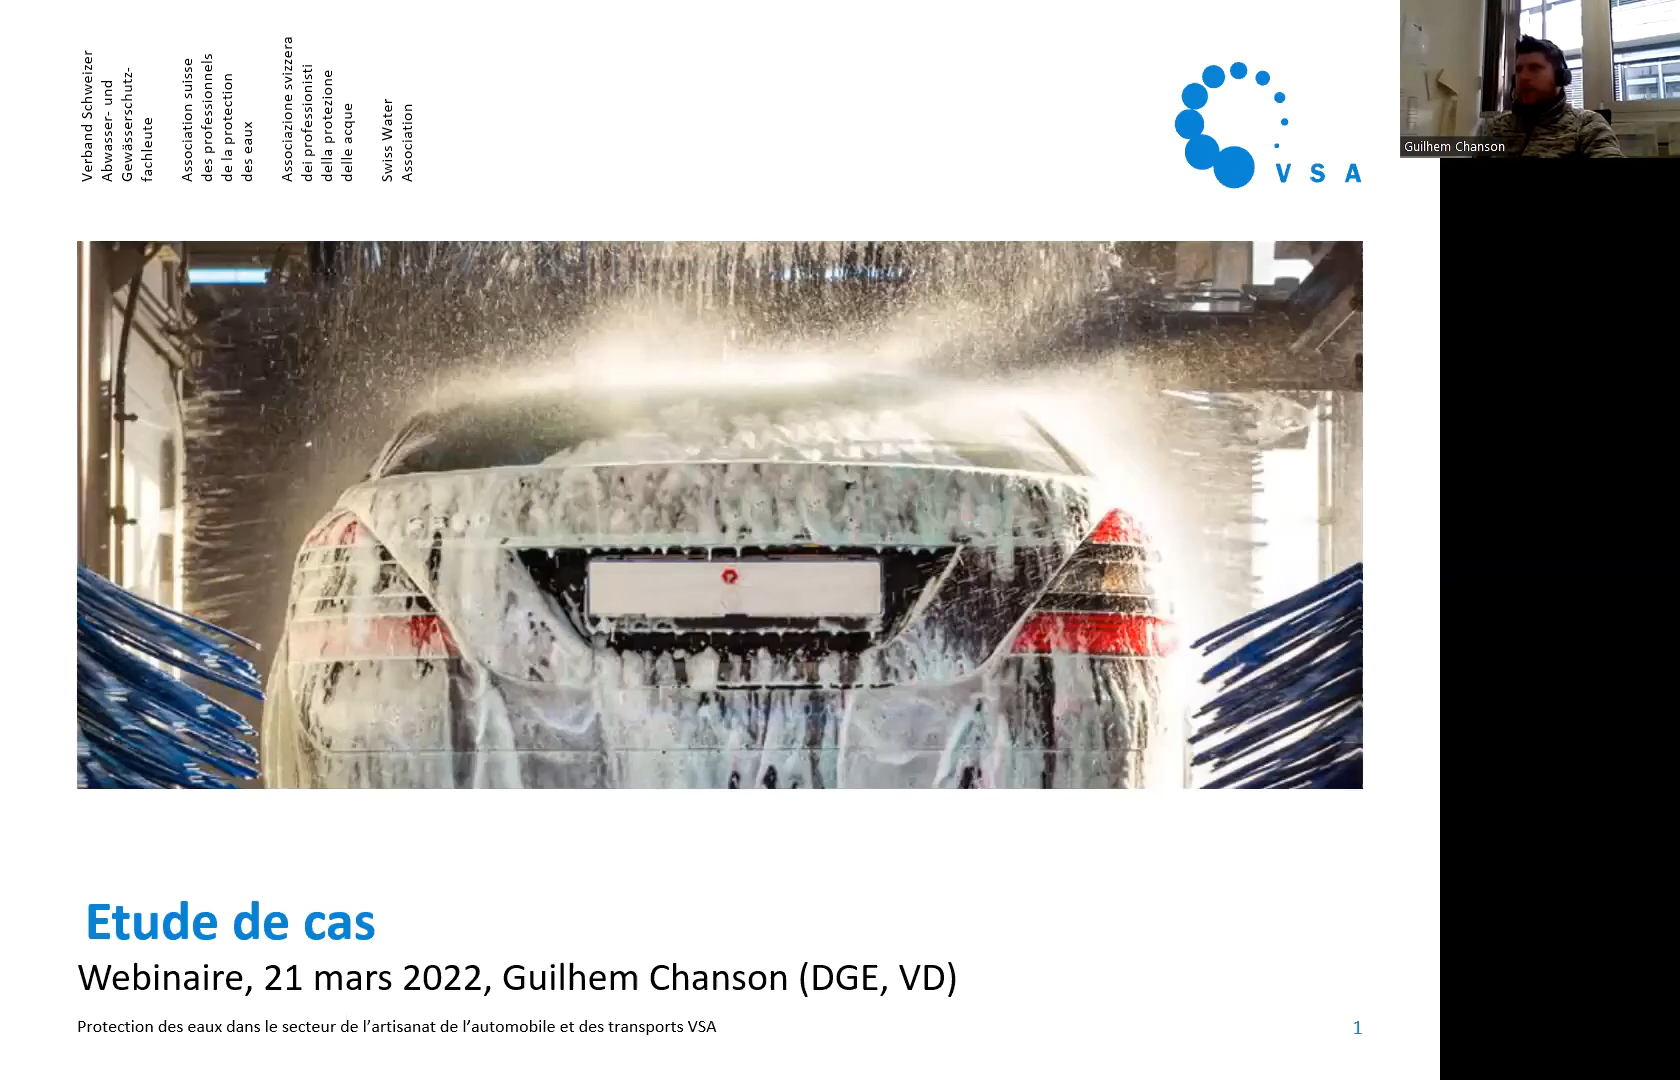 Verband Schweizer
Abwasser- und
Gewässerschutz-
fachleute
Association suisse
des professionnels
de la protection
des eaux
Associazione svizzera
dei professionisti
della protezione
delle acque
Swiss Water
Association
VSA
Guilhem Chanson
Etude de cas
Webinaire, 21 mars 2022, Guilhem Chanson (DGE, VD)
Protection des eaux dans le secteur de l’artisanat de l’automobile et des transports VSA
1